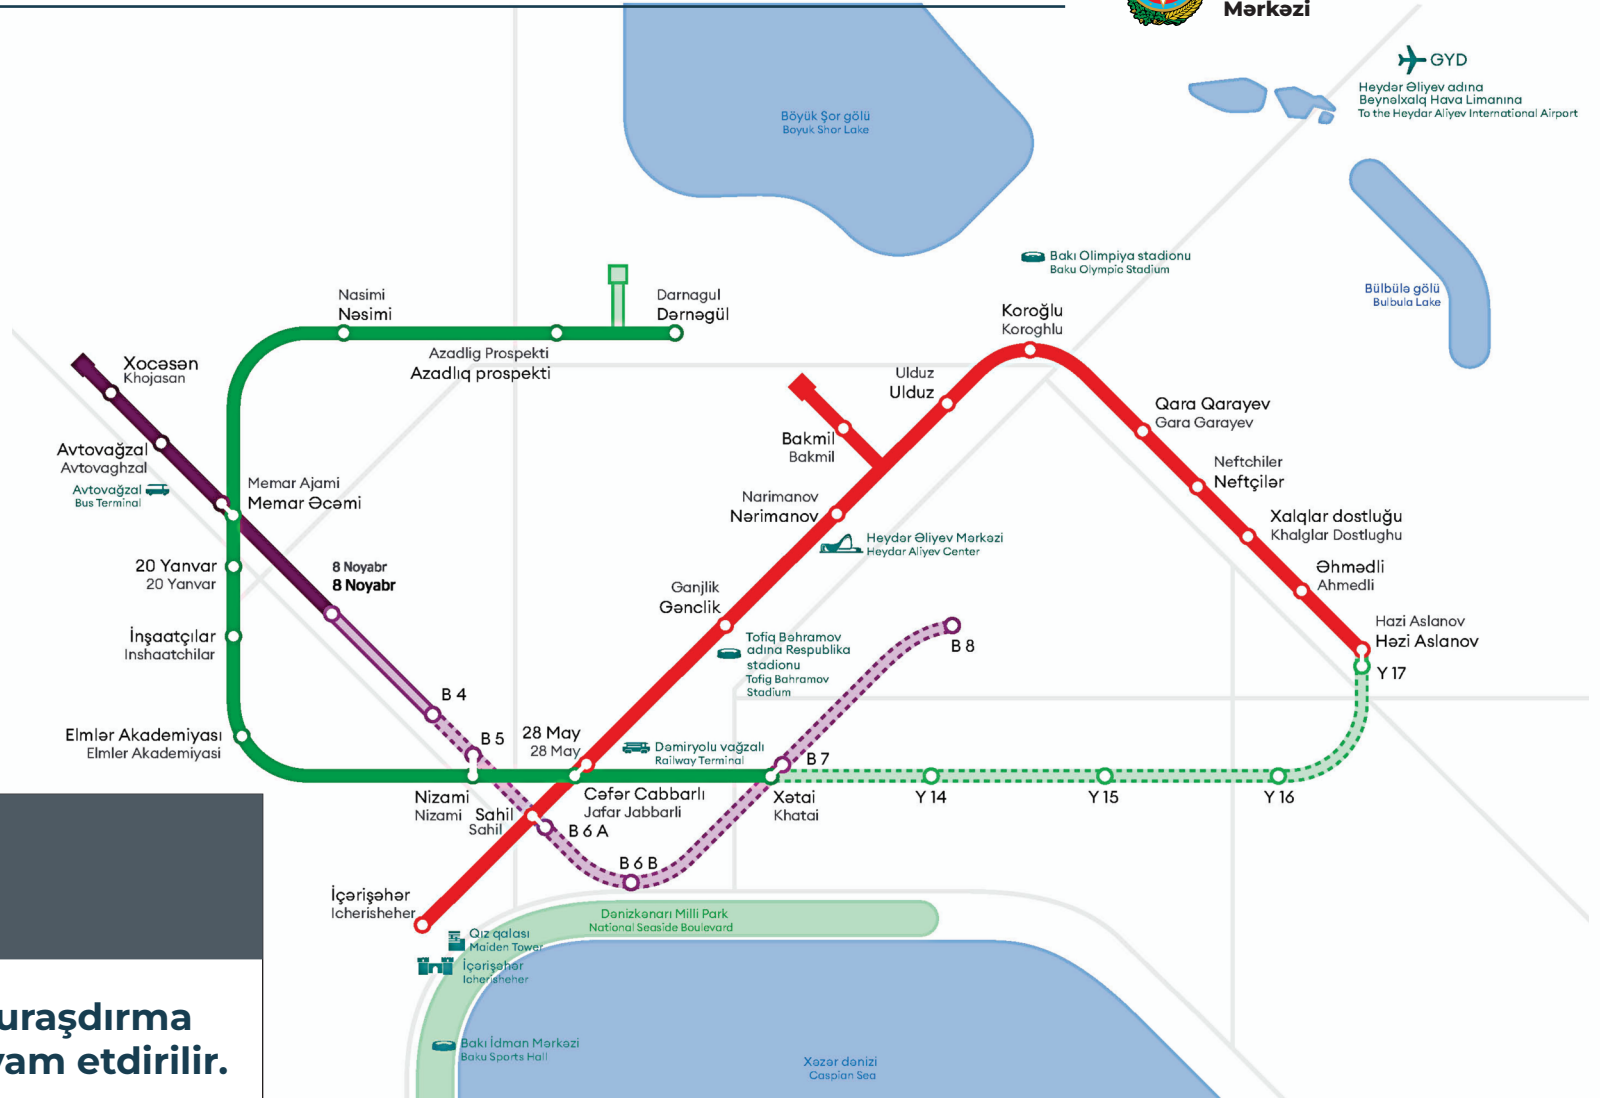 Mərkəzi
GYD
Heydər Əliyev adına
Beynəlxalq Hava Limanına
To the Heydar Aliyev International Airport
Böyük Şor gölü
Boyuk Shor Lake
Bakı Olimpiya stadionu
Baku Olympic Stadium
Bülbülə gölü
Bulbula Lake
Nasimi
Nəsimi
Darnagul
Dərnəgül
Azadlig Prospekti
Azadlıq prospekti
Koroğlu
Koroghlu
Xocəsən
Khojasan
Ulduz
Ulduz
Qara Qarayev
Gara Garayev
Avtovağzal
Avtovaghzal
Avtovağzal
Bus Terminal
Bakmil
Bakmil
Neftchiler
Neftçilər
Memar Ajami
Memar Əcəmi
Narimanov
Nərimanov
Xalqlar dostluğu
Khalglar Dostlughu
Heydər Əliyev Mərkəzi
Heydar Aliyev Center
20 Yanvar
20 Yanvar
8 Noyabr
8 Noyabr
Əhmədli
Ahmedli
Ganjlik
Gənclik
Hazi Aslanov
Həzi Aslanov
İnşaatçılar
Inshaatchilar
Tofiq Bəhramov
adına Respublika
stadionu
Tofig Bahramov
Stadium
B 8
Y 17
B 4
Elmlər Akademiyası
Elmler Akademiyasi
B 5
28 May
28 May
Dəmiryolu vağzalı
Railway Terminal
B 7
Nizami
Nizami
Sahil
Sahil
Cəfər Cabbarlı
Jafar Jabbarli
Xətai
Khatai
Y 14
Y 15
Y 16
B 6 A
B 6 B
İçərişəhər
Icherisheher
Dənizkənarı Milli Park
National Seaside Boulevard
Qız qalası
Maiden Tower
İçərişəhər
Icherisheher
uraşdırma
yam etdirilir.
Bakı İdman Mərkəzi
Baku Sports Hall
Xəzər dənizi
Caspian Sea